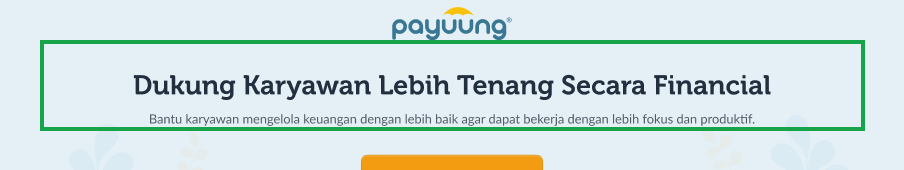 payuung®
Dukung Karyawan Lebih Tenang Secara Financial
Bantu karyawan mengelola keuangan dengan lebih baik agar dapat bekerja dengan lebih fokus dan produktif.